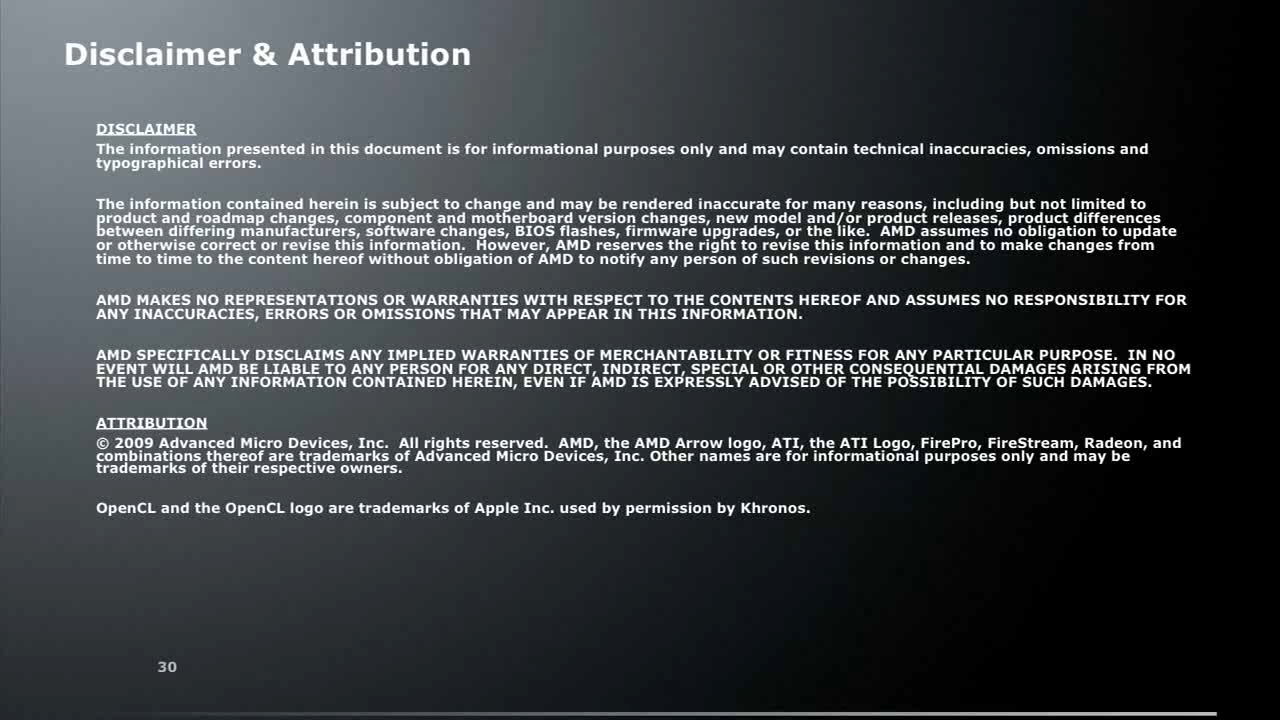 Disclaimer & Attribution
DISCLAIMER
The information presented in this document is for informational purposes only and may contain technical inaccuracies, omissions and
typographical errors.
The information contained herein is subject to change and may be rendered inaccurate for many reasons, including but not limited to
product and roadmap changes, component and motherboard version changes, new model and/or product releases, product differences
between differing manufacturers, software changes, BIOS flashes, firmware upgrades, or the like.  AMD assumes no obligation to update
or otherwise correct or revise this information.  However, AMD reserves the right to revise this information and to make changes from
time to time to the content hereof without obligation of AMD to notify any person of such revisions or changes.
AMD MAKES NO REPRESENTATIONS OR WARRANTIES WITH RESPECT TO THE CONTENTS HEREOF AND ASSUMES NO RESPONSIBILITY FOR
ANY INACCURACIES, ERRORS OR OMISSIONS THAT MAY APPEAR IN THIS INFORMATION.
AMD SPECIFICALLY DISCLAIMS ANY IMPLIED WARRANTIES OF MERCHANTABILITY OR FITNESS FOR ANY PARTICULAR PURPOSE.  IN NO
EVENT WILL AMD BE LIABLE TO ANY PERSON FOR ANY DIRECT, INDIRECT, SPECIAL OR OTHER CONSEQUENTIAL DAMAGES ARISING FROM
THE USE OF ANY INFORMATION CONTAINED HEREIN, EVEN IF AMD IS EXPRESSLY ADVISED OF THE POSSIBILITY OF SUCH DAMAGES.
ATTRIBUTION
© 2009 Advanced Micro Devices, Inc.  All rights reserved.  AMD, the AMD Arrow logo, ATI, the ATI Logo, FirePro, FireStream, Radeon, and
combinations thereof are trademarks of Advanced Micro Devices, Inc. Other names are for informational purposes only and may be
trademarks of their respective owners.
OpenCL and the OpenCL logo are trademarks of Apple Inc. used by permission by Khronos.
30